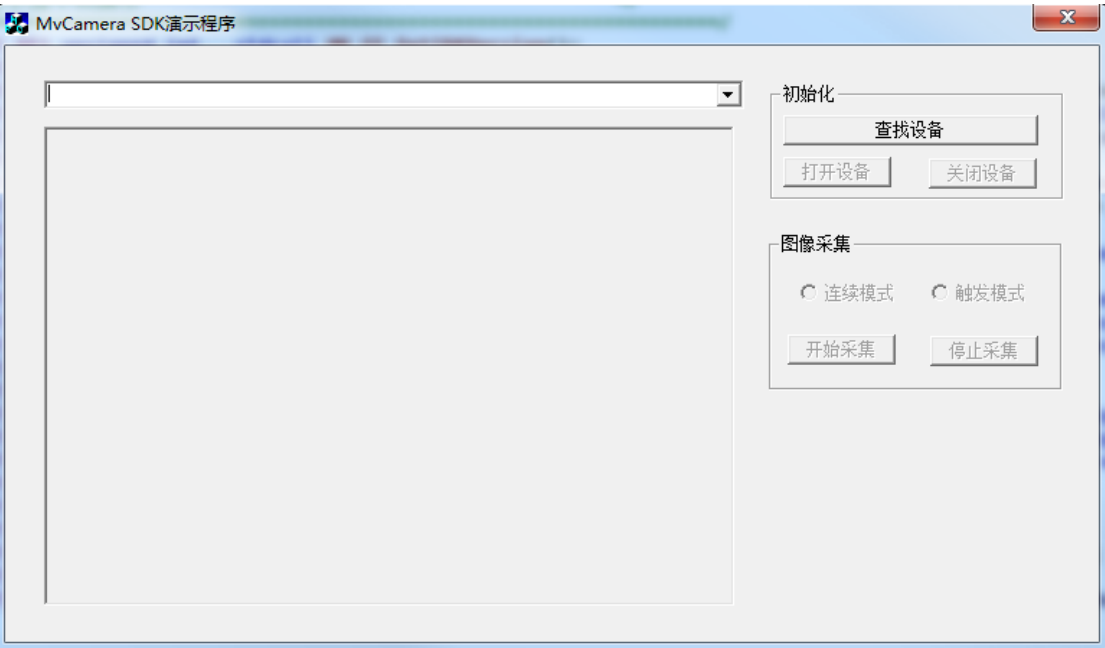 MvCamera SDK演示程序
初始化
查找设备
打开设备 关闭设备
图像采集
连续模式 触发模式
开始采集 停止采集